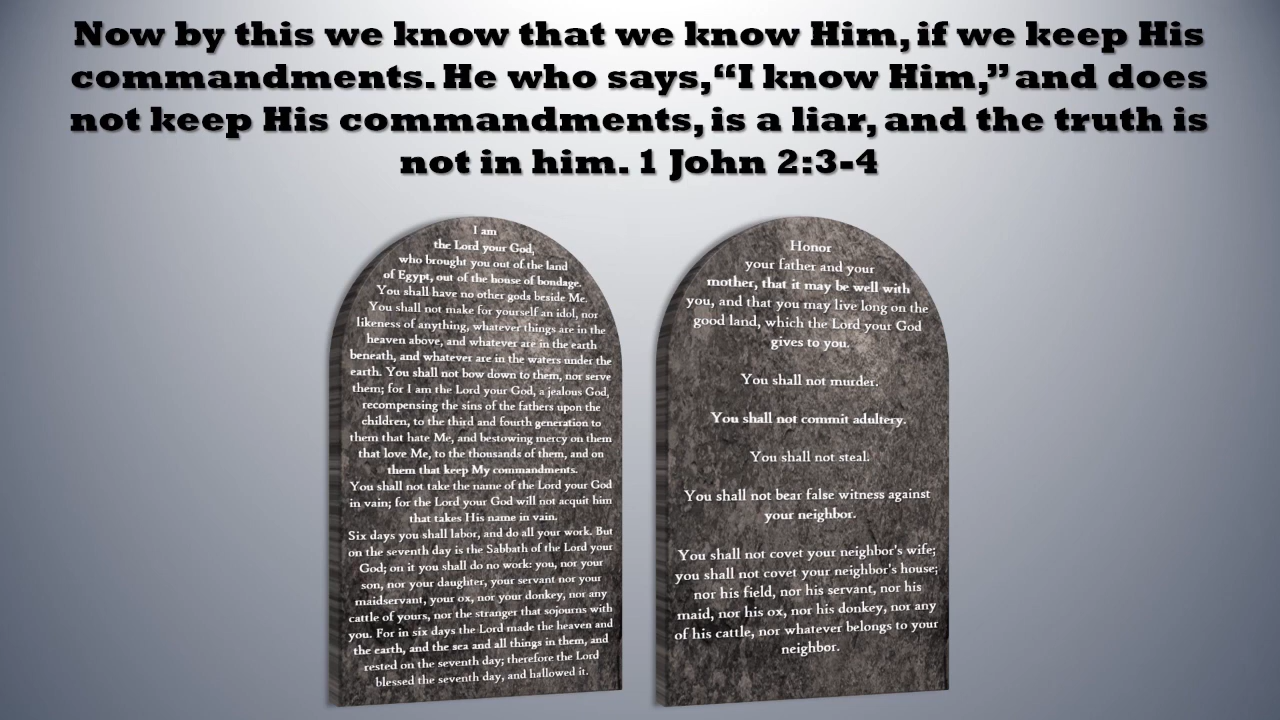 Now by this we know that we know Him, if we keep His
commandments. He who says, “I know Him,” and does
not keep His commandments, is a liar, and the truth is
not in him. 1 John 2:3-4
I am
the Lord your God,
who brought you out of the land
of Egypt, out of the house of bondage.
You shall have no other gods beside Me.
You shall not make for yourself an idol, nor
likeness of anything, whatever things are in the
heaven above, and whatever are in the earth
beneath, and whatever are in the waters under the
earth. You shall not bow down to them, nor serve
them; for I am the Lord your God, a jealous God,
recompensing the sins of the fathers upon the
children, to the third and fourth generation to
them that hate Me, and bestowing mercy on them
that love Me, to the thousands of them, and on
them that keep My commandments.
You shall not take the name of the Lord your God
in vain; for the Lord your God will not acquit him
that takes His name in vain.
Six days you shall labor, and do all your work. But
on the seventh day is the Sabbath of the Lord your
God; on it you shall do no work: you, nor your
son, nor your daughter, your servant nor your
maidservant, your ox, nor your donkey, nor any
cattle of yours, nor the stranger that sojourns with
you. For in six days the Lord made the heaven and
the earth, and the sea and all things in them, and
rested on the seventh day; therefore the Lord
blessed the seventh day, and hallowed it.
Honor
your father and your
mother, that it may be well with
you, and that you may live long on the
good land, which the Lord your God
gives to you.
You shall not murder.
You shall not commit adultery.
You shall not steal.
You shall not bear false witness against
your neighbor.
You shall not covet your neighbor's wife;
you shall not covet your neighbor's house;
nor his field, nor his servant, nor his
maid, nor his ox, nor his donkey, nor any
of his cattle, nor whatever belongs to your
neighbor.